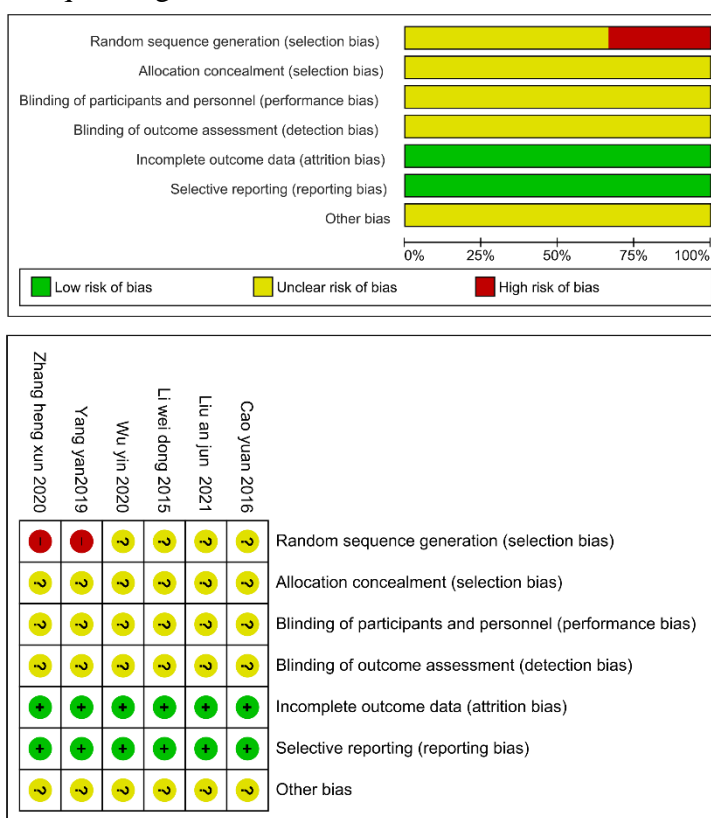 Random sequence generation (selection bias)
Allocation concealment (selection bias)
Blinding of participants and personnel (performance bias)
Blinding of outcome assessment (detection bias)
Incomplete outcome data (attrition bias)
Selective reporting (reporting bias)
Other bias
0% 25% 50% 75% 100%
Low risk of bias Unclear risk of bias High risk of bias
Zhang heng xun 2020
Yang yan2019
Wu yin 2020
Li wei dong 2015
Liu an jun 2021
Cao yuan 2016
– – ? ? ? ? Random sequence generation (selection bias)
? ? ? ? ? ? Allocation concealment (selection bias)
? ? ? ? ? ? Blinding of participants and personnel (performance bias)
? ? ? ? ? ? Blinding of outcome assessment (detection bias)
+ + + + + + Incomplete outcome data (attrition bias)
+ + + + + + Selective reporting (reporting bias)
? ? ? ? ? ? Other bias